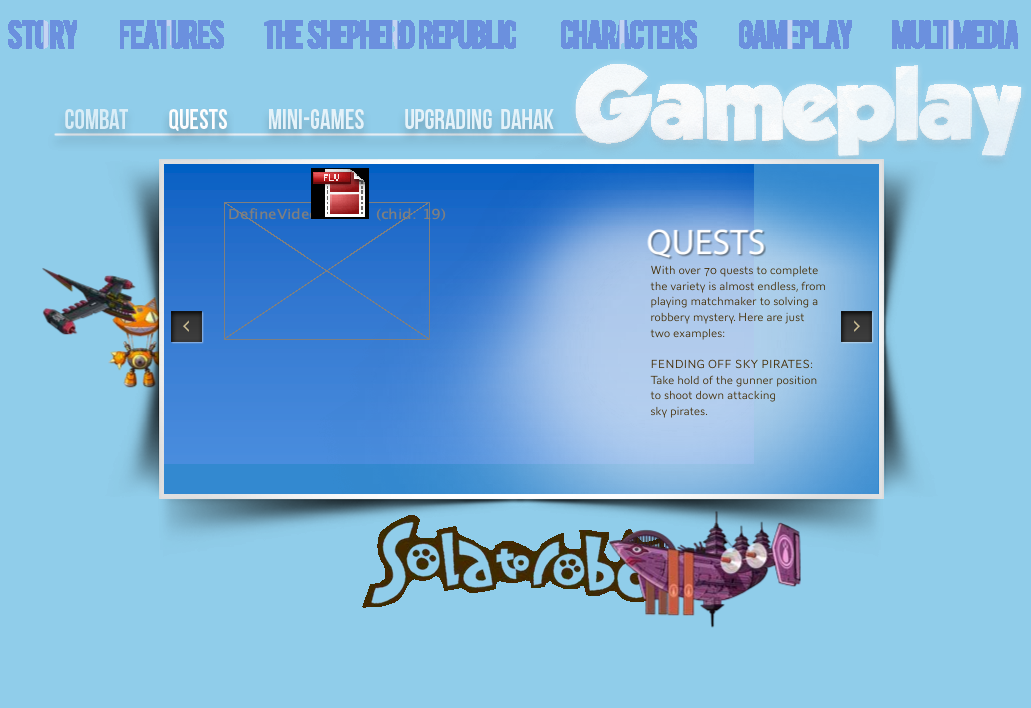 STORY FEATURES THE SHEPHERD REPUBLIC CHARACTERS GAMEPLAY MULTIMEDIA
Gameplay
COMBAT QUESTS MINI-GAMES UPGRADING DAHAK
FLV
DefineVide (chid: 19)
QUESTS
With over 70 quests to complete
the variety is almost endless, from
playing matchmaker to solving a
robbery mystery. Here are just
two examples:
FENDING OFF SKY PIRATES:
Take hold of the gunner position
to shoot down attacking
sky pirates.
Solatorobo